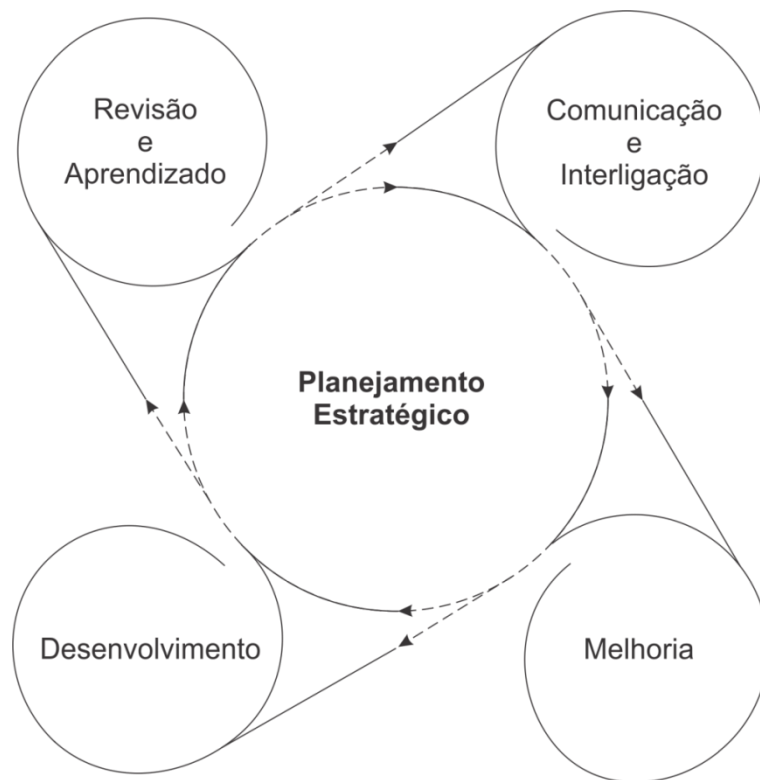 Revisão
e
Aprendizado
Comunicação
e
Interligação
Planejamento
Estratégico
Desenvolvimento
Melhoria